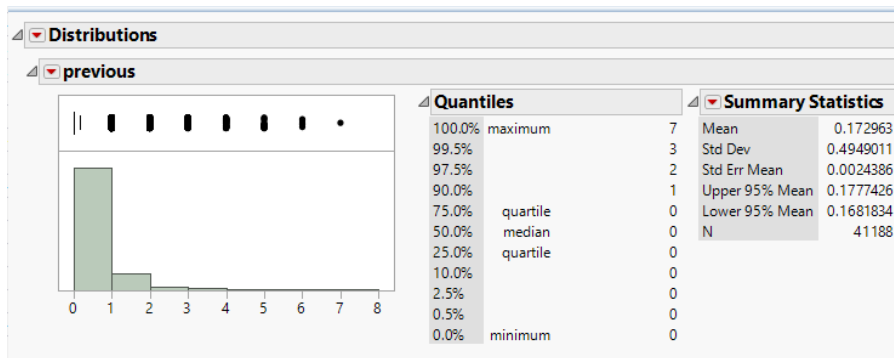 Distributions
previous
0 1 2 3 4 5 6 7 8
Quantiles
100.0% maximum 7
99.5% 3
97.5% 2
90.0% 1
75.0% quartile 0
50.0% median 0
25.0% quartile 0
10.0% 0
2.5% 0
0.5% 0
0.0% minimum 0
Summary Statistics
Mean 0.172963
Std Dev 0.4949011
Std Err Mean 0.0024386
Upper 95% Mean 0.1777426
Lower 95% Mean 0.1681834
N 41188